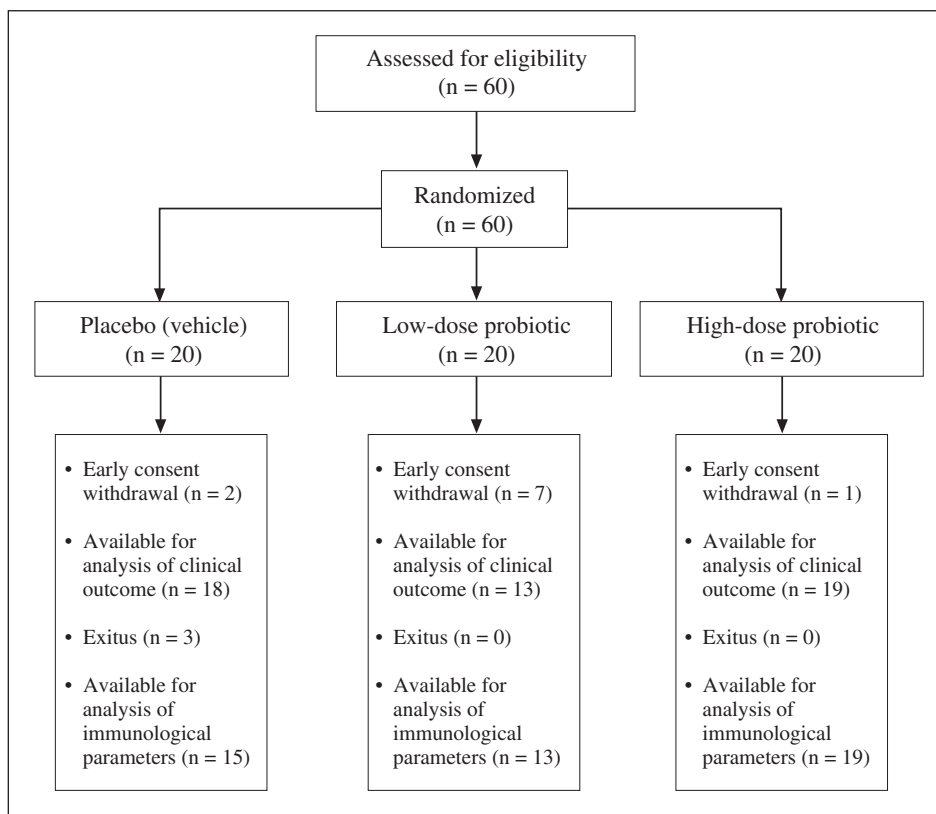 Assessed for eligibility
(n = 60)
Randomized
(n = 60)
Placebo (vehicle)
(n = 20)
Low-dose probiotic
(n = 20)
High-dose probiotic
(n = 20)
• Early consent
withdrawal (n = 2)
• Available for
analysis of clinical
outcome (n = 18)
• Exitus (n = 3)
• Available for
analysis of
immunological
parameters (n = 15)
• Early consent
withdrawal (n = 7)
• Available for
analysis of clinical
outcome (n = 13)
• Exitus (n = 0)
• Available for
analysis of
immunological
parameters (n = 13)
• Early consent
withdrawal (n = 1)
• Available for
analysis of clinical
outcome (n = 19)
• Exitus (n = 0)
• Available for
analysis of
immunological
parameters (n = 19)